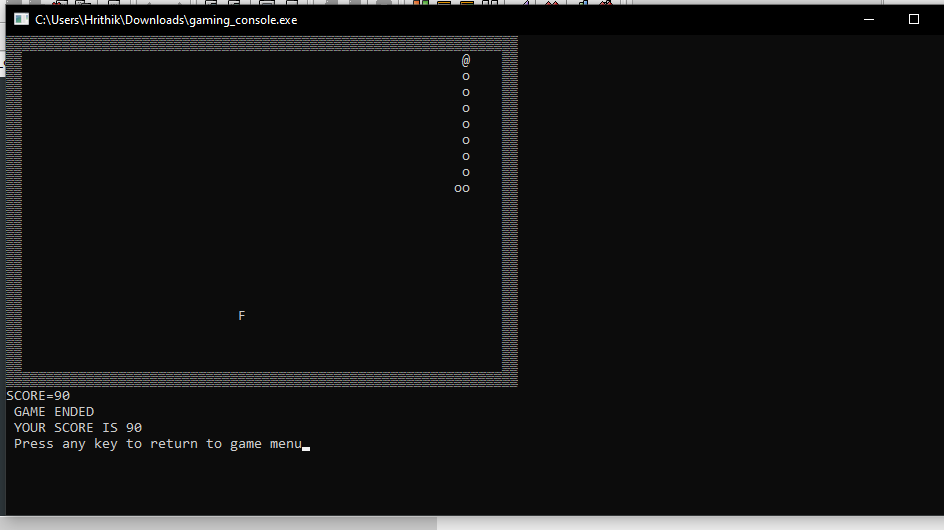 C:\Users\Hrithik\Downloads\gaming_console.exe
@
o
o
o
o
o
o
o
oo
F
SCORE=90
GAME ENDED
YOUR SCORE IS 90
Press any key to return to game menu